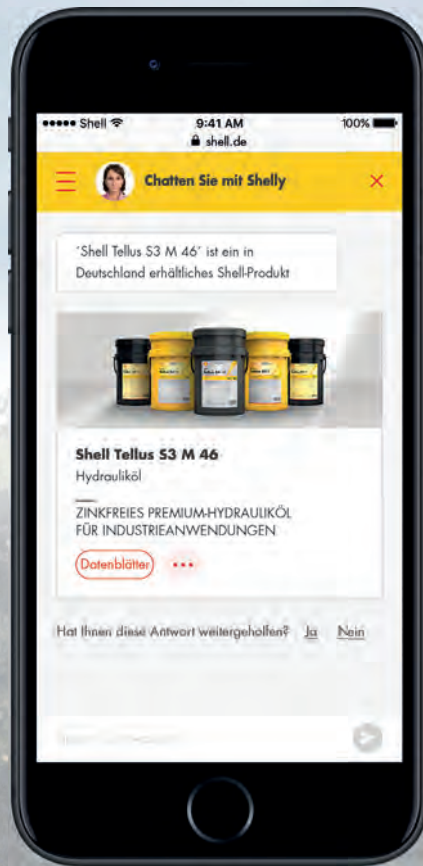 Shell
9:41 AM
100%
shell.de
Chatten Sie mit Shelly
'Shell Tellus S3 M 46' ist ein in
Deutschland erhältliches Shell-Produkt
Shell Tellus S3 M 46
Hydrauliköl
ZINKFREIES PREMIUM-HYDRAULIKÖL
FÜR INDUSTRIEANWENDUNGEN
Datenblätter
Hat Ihnen diese Antwort weitergeholfen? Ja Nein